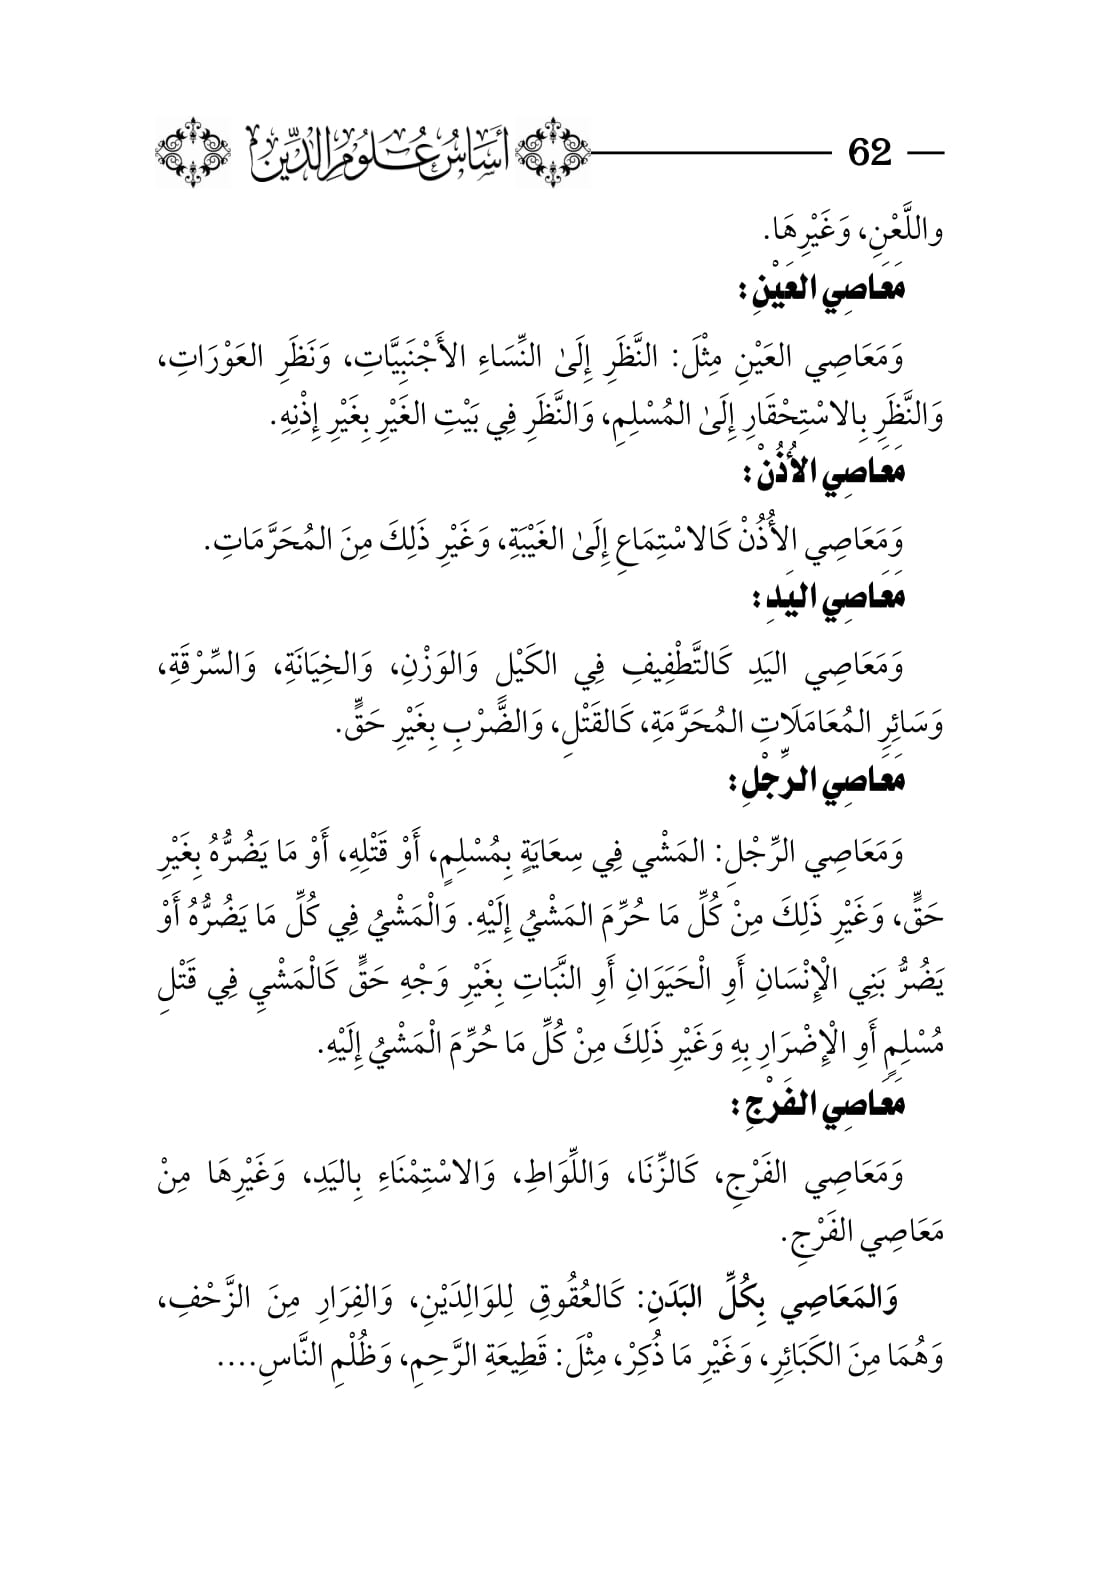 62
أَسَاسُ عُلُومِ الدِّينِ
واللَّعْنِ، وَغَيْرِهَا.
مَعَاصِي العَيْنِ:
وَمَعَاصِي العَيْنِ مِثْلَ: النَّظَرِ إِلَىٰ النِّسَاءِ الأَجْنَبِيَّاتِ، وَنَظَرِ العَوْرَاتِ،
وَالنَّظَرِ بِالاسْتِحْقَارِ إِلَىٰ المُسْلِمِ، وَالنَّظَرِ فِي بَيْتِ الغَيْرِ بِغَيْرِ إِذْنِهِ.
مَعَاصِي الأُذُنْ:
وَمَعَاصِي الأُذُنْ كَالاسْتِمَاعِ إِلَىٰ الغَيْبَةِ، وَغَيْرِ ذَلِكَ مِنَ المُحَرَّمَاتِ.
مَعَاصِي اليَدِ:
وَمَعَاصِي اليَدِ كَالتَّطْفِيفِ فِي الكَيْلِ وَالوَزْنِ، وَالخِيَانَةِ، وَالسِّرْقَةِ،
وَسَائِرِ المُعَامَلَاتِ المُحَرَّمَةِ، كَالقَتْلِ، وَالضَّرْبِ بِغَيْرِ حَقٍّ.
مَعَاصِي الرِّجْلِ:
وَمَعَاصِي الرِّجْلِ: المَشْي فِي سِعَايَةٍ بِمُسْلِمٍ، أَوْ قَتْلِهِ، أَوْ مَا يَضُرُّهُ بِغَيْرِ
حَقٍّ، وَغَيْرِ ذَلِكَ مِنْ كُلِّ مَا حُرِّمَ المَشْيُ إِلَيْهِ. وَالْمَشْيُ فِي كُلِّ مَا يَضُرُّهُ أَوْ
يَضُرُّ بَنِي الْإِنْسَانِ أَوِ الْحَيَوَانِ أَوِ النَّبَاتِ بِغَيْرِ وَجْهِ حَقٍّ كَالْمَشْيِ فِي قَتْلِ
مُسْلِمٍ أَوِ الْإِضْرَارِ بِهِ وَغَيْرِ ذَلِكَ مِنْ كُلِّ مَا حُرِّمَ الْمَشْيُ إِلَيْهِ.
مَعَاصِي الفَرْجِ:
وَمَعَاصِي الفَرْجِ، كَالزِّنَا، وَاللِّوَاطِ، وَالاسْتِمْنَاءِ بِاليَدِ، وَغَيْرِهَا مِنْ
مَعَاصِي الفَرْجِ.
وَالمَعَاصِي بِكُلِّ البَدَنِ: كَالعُقُوقِ لِلوَالِدَيْنِ، وَالفِرَارِ مِنَ الزَّحْفِ،
وَهُمَا مِنَ الكَبَائِرِ، وَغَيْرِ مَا ذُكِرْ، مِثْلَ: قَطِيعَةِ الرَّحِمِ، وَظُلْمِ النَّاسِ....